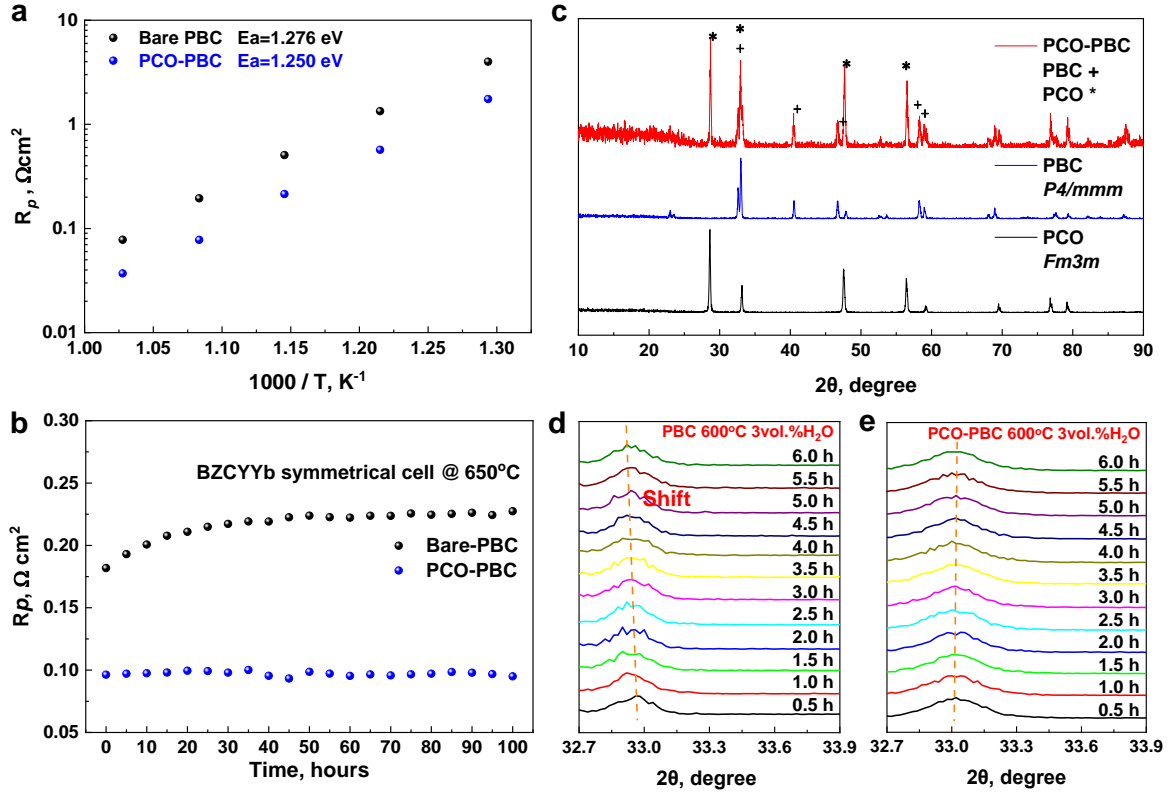 a
Bare PBC Ea=1.276 eV
PCO-PBC Ea=1.250 eV
Rp, Ωcm²
10
1
0.1
0.01
1.00 1.05 1.10 1.15 1.20 1.25 1.30
1000 / T, K⁻¹
c
PCO-PBC
PBC +
PCO *
* * + + * + * + +
PBC
P4/mmm
PCO
Fm3m
10 20 30 40 50 60 70 80 90
2θ, degree
b
BZCYYb symmetrical cell @ 650°C
Bare-PBC
PCO-PBC
Rp, Ω cm²
0.30
0.25
0.20
0.15
0.10
0.05
0 10 20 30 40 50 60 70 80 90 100
Time, hours
d
PBC 600°C 3vol.%H₂O
6.0 h
5.5 h
5.0 h
Shift
4.5 h
4.0 h
3.5 h
3.0 h
2.5 h
2.0 h
1.5 h
1.0 h
0.5 h
32.7 33.0 33.3 33.6 33.9
2θ, degree
e
PCO-PBC 600°C 3vol.%H₂O
6.0 h
5.5 h
5.0 h
4.5 h
4.0 h
3.5 h
3.0 h
2.5 h
2.0 h
1.5 h
1.0 h
0.5 h
32.7 33.0 33.3 33.6 33.9
2θ, degree